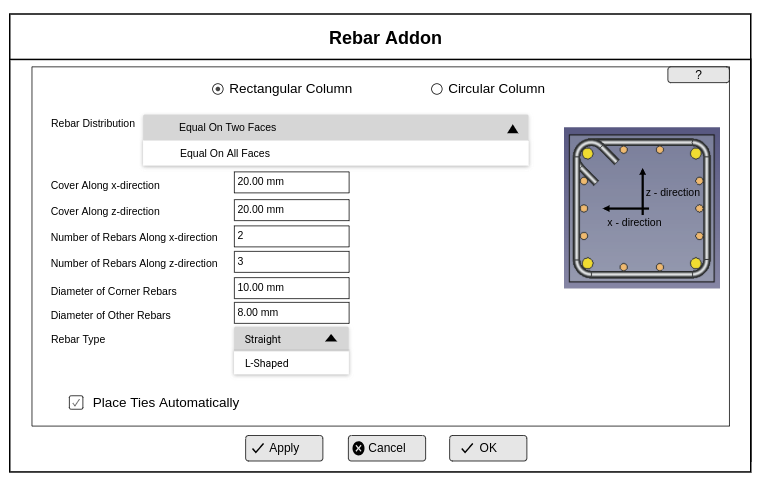 Rebar Addon
?
Rectangular Column Circular Column
Rebar Distribution Equal On Two Faces
Equal On All Faces
Cover Along x-direction 20.00 mm
Cover Along z-direction 20.00 mm
Number of Rebars Along x-direction 2
Number of Rebars Along z-direction 3
Diameter of Corner Rebars 10.00 mm
Diameter of Other Rebars 8.00 mm
Rebar Type Straight
L-Shaped
z - direction
x - direction
Place Ties Automatically
Apply Cancel OK